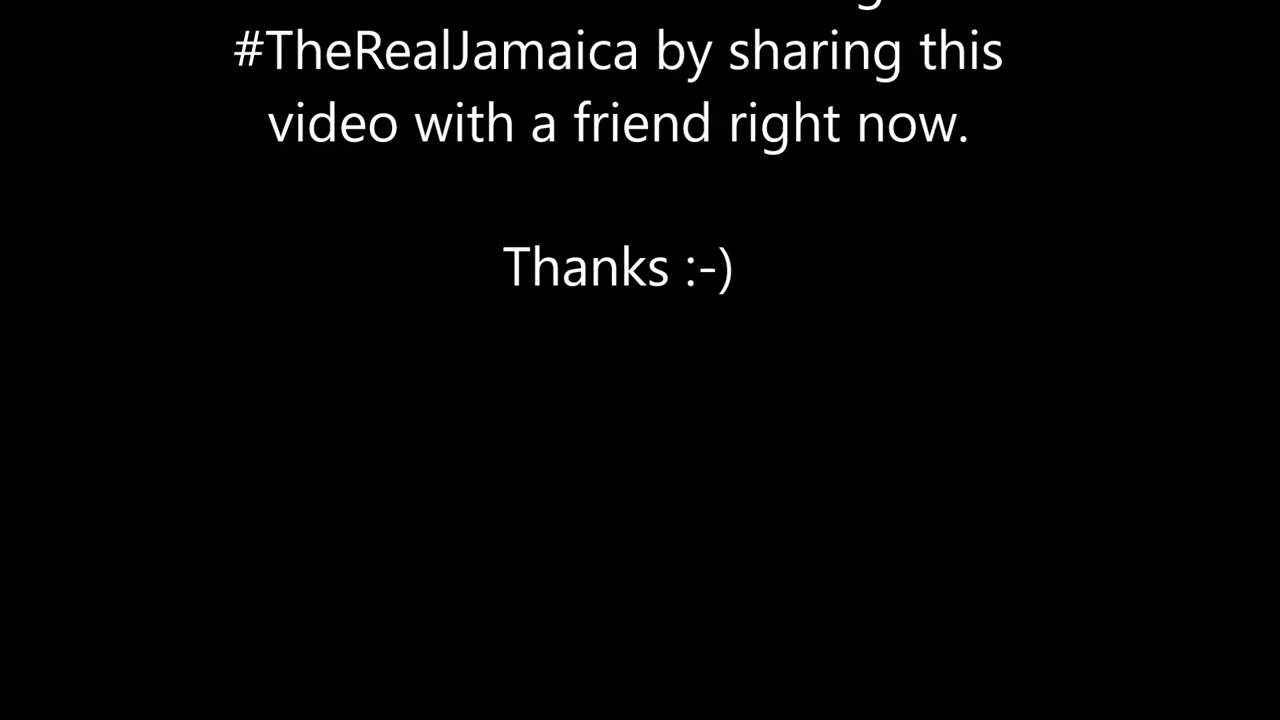 #TheRealJamaica by sharing this
video with a friend right now.
Thanks :-)